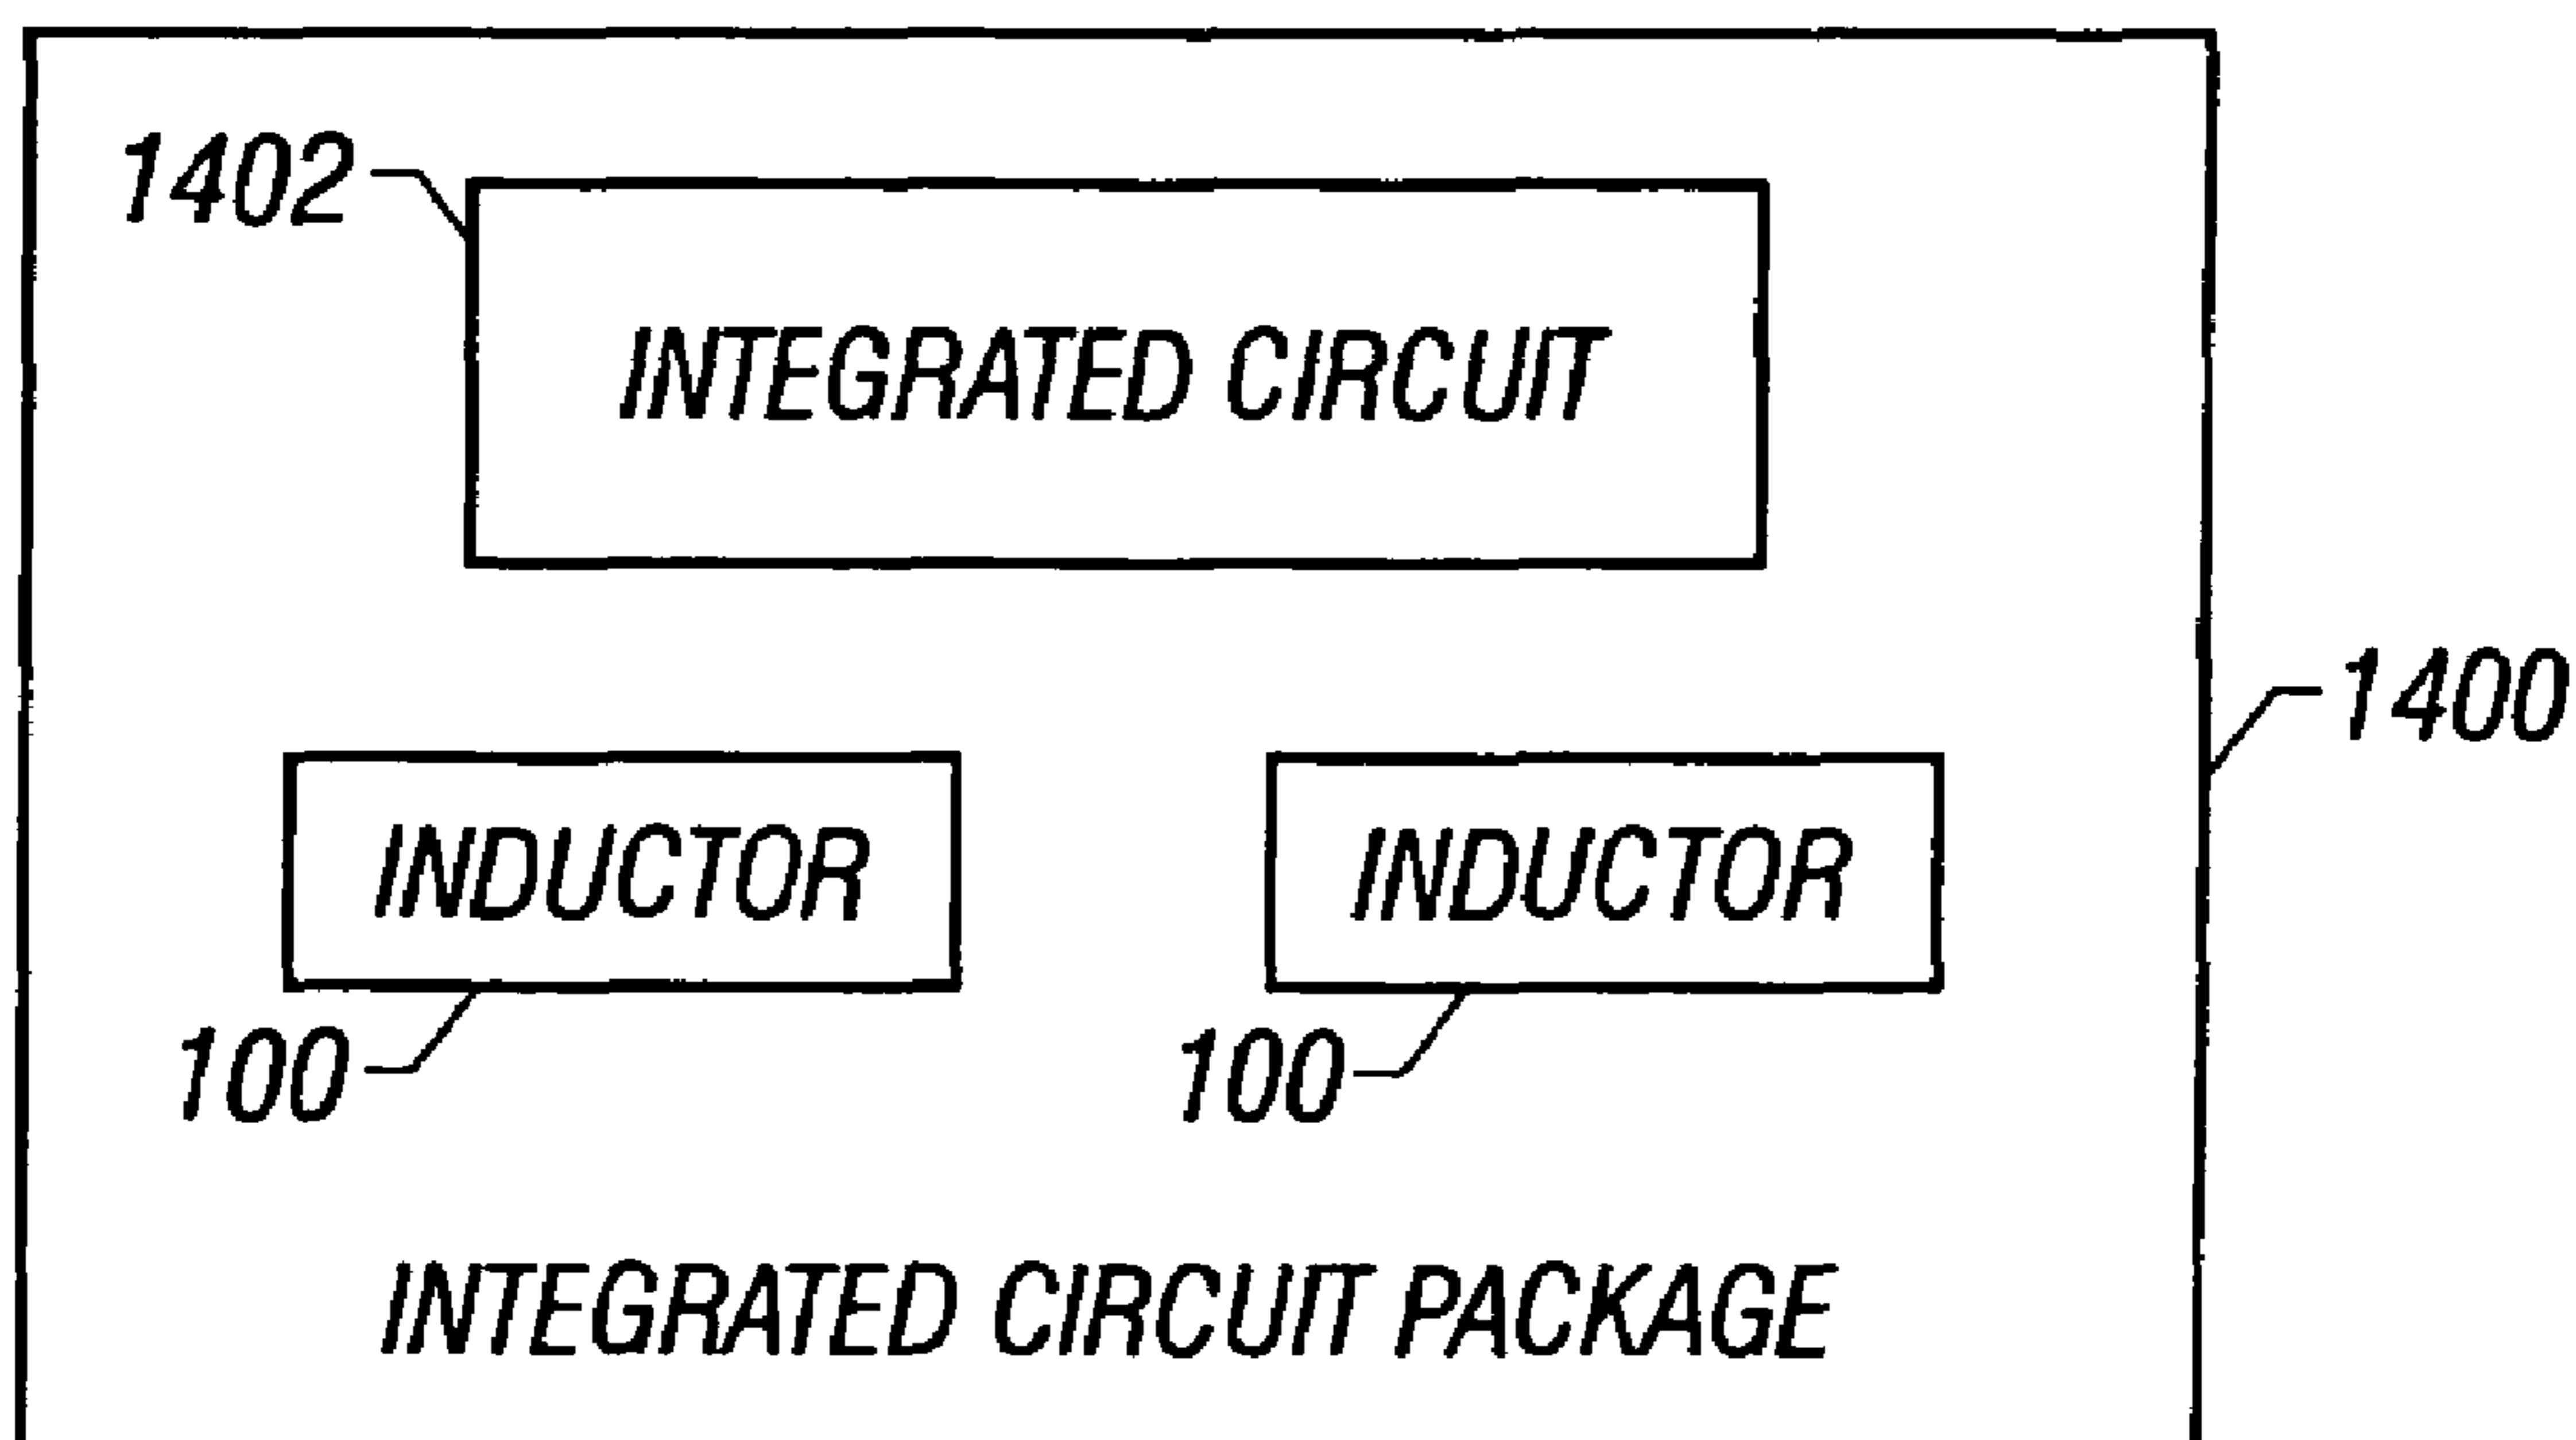 1402
INTEGRATED CIRCUIT
1400
INDUCTOR INDUCTOR
100 100
INTEGRATED CIRCUIT PACKAGE